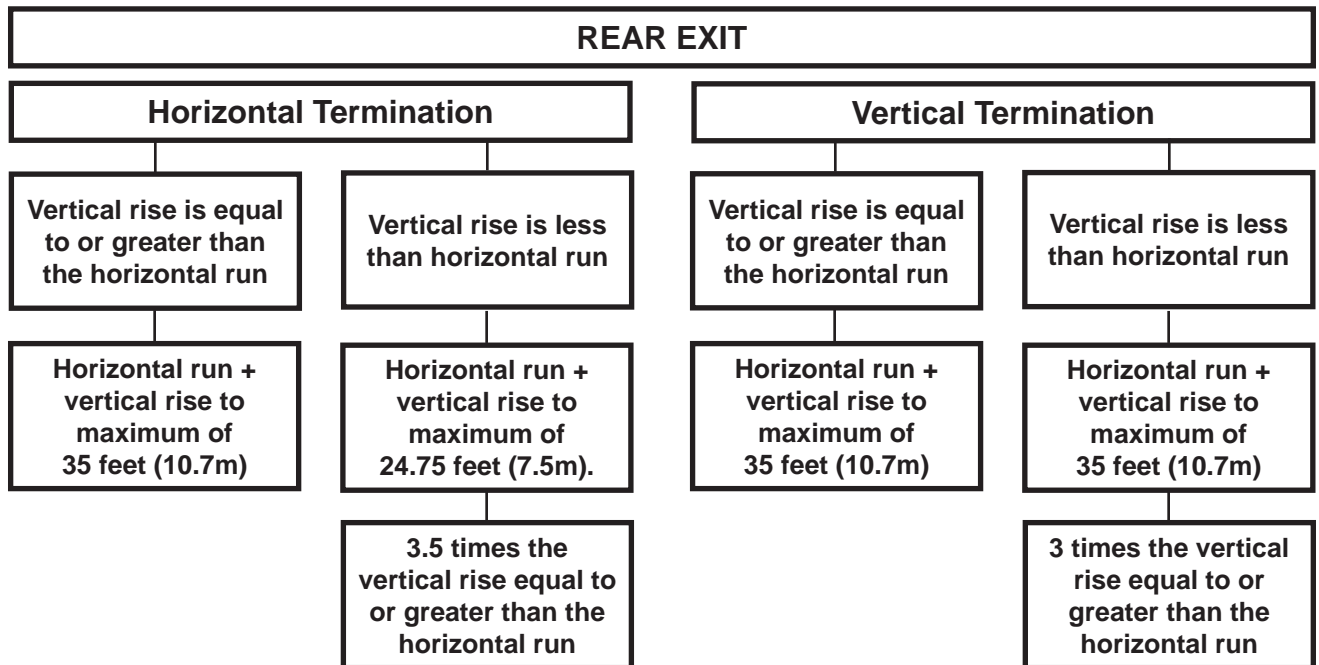 REAR EXIT
Horizontal Termination
Vertical Termination
Vertical rise is equal
to or greater than
the horizontal run
Vertical rise is less
than horizontal run
Vertical rise is equal
to or greater than
the horizontal run
Vertical rise is less
than horizontal run
Horizontal run +
vertical rise to
maximum of
35 feet (10.7m)
Horizontal run +
vertical rise to
maximum of
24.75 feet (7.5m).
Horizontal run +
vertical rise to
maximum of
35 feet (10.7m)
Horizontal run +
vertical rise to
maximum of
35 feet (10.7m)
3.5 times the
vertical rise equal to
or greater than the
horizontal run
3 times the vertical
rise equal to or
greater than the
horizontal run